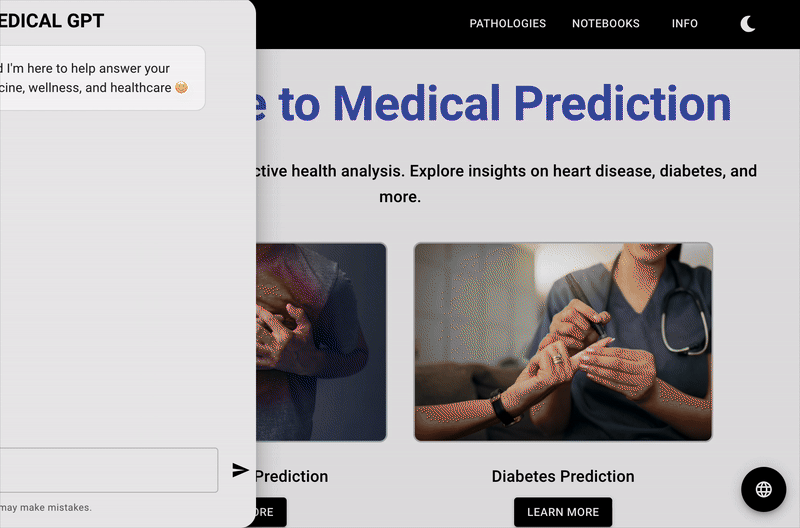 EDICAL GPT
PATHOLOGIES NOTEBOOKS INFO
I'm here to help answer your
cine, wellness, and healthcare
e to Medical Prediction
ctive health analysis. Explore insights on heart disease, diabetes, and
more.
Prediction
Diabetes Prediction
ORE
LEARN MORE
may make mistakes.